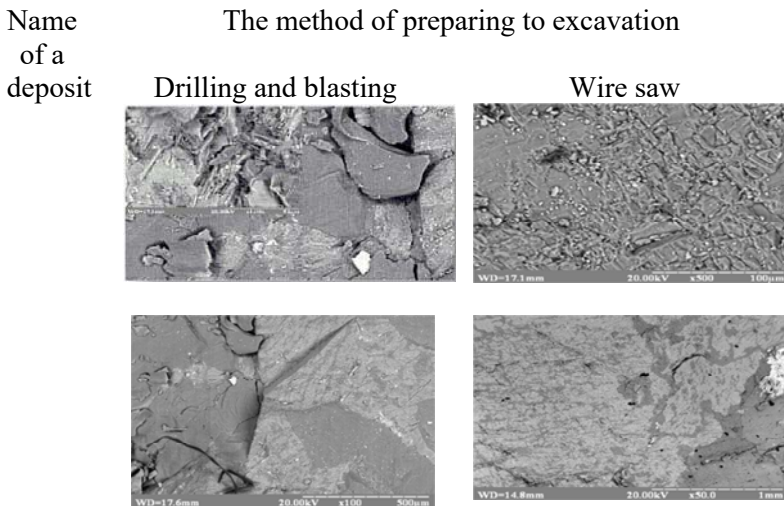 Name
of a
deposit
The method of preparing to excavation
Drilling and blasting
Wire saw
WD=17.1mm 20.00kV x500 100µm
WD=17.6mm 20.00kV x100 500µm
WD=14.8mm 20.00kV x50.0 1mm